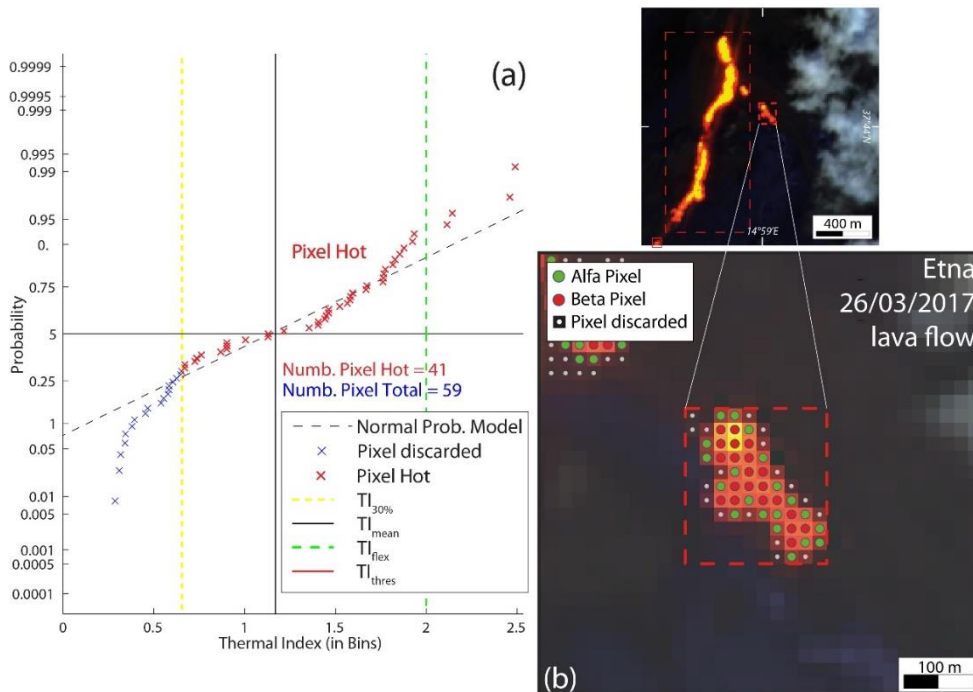 (a)
Probability
0.9999
0.9995
0.999
0.995
0.99
0.95
0.
0.75
5
0.25
1
0.05
0.01
0.005
0.001
0.0005
0.0001
Pixel Hot
Numb. Pixel Hot = 41
Numb. Pixel Total = 59
Normal Prob. Model
Pixel discarded
Pixel Hot
TI30%
TImean
TIflex
TIthres
0 0.5 1 1.5 2 2.5
Thermal Index (in Bins)
37°44'N
14°59'E
400 m
Alfa Pixel
Beta Pixel
Pixel discarded
Etna
26/03/2017
lava flow
(b)
100 m